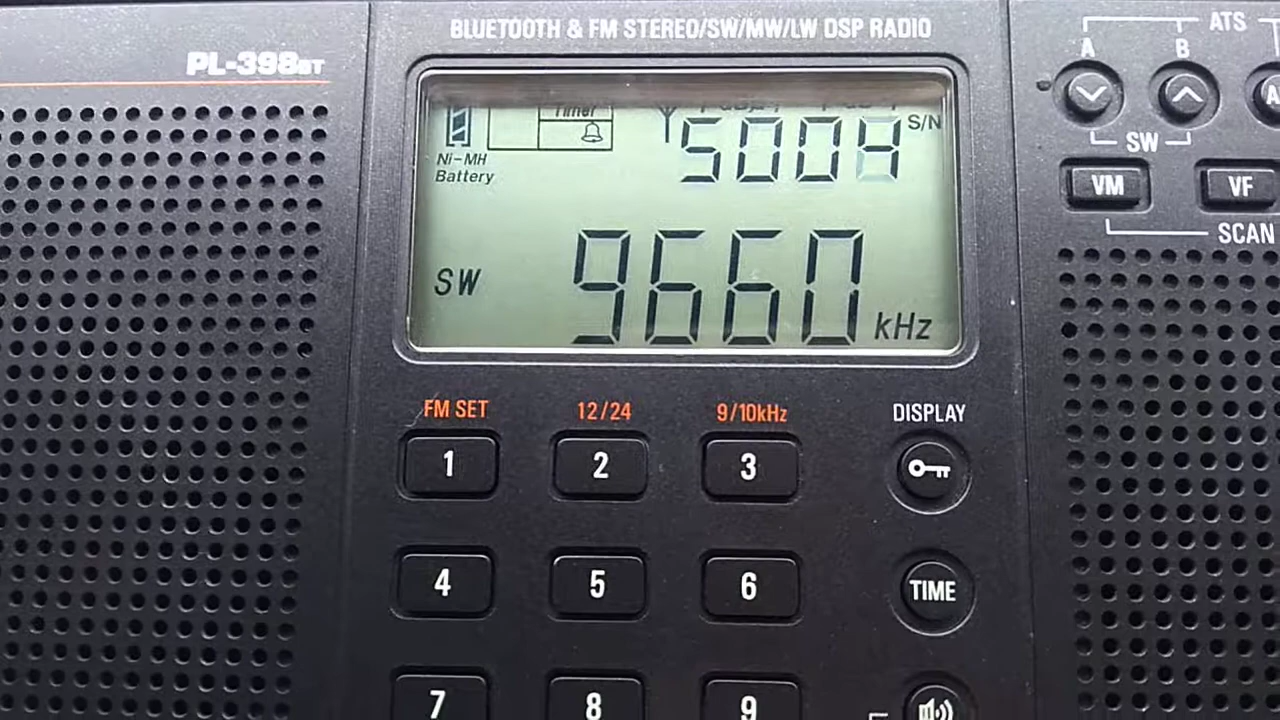 BLUETOOTH & FM STEREO/SW/MW/LW DSP RADIO
PL-398BT
ATS
A B
Timer
5004 S/N
Ni-MH
Battery
SW
9660 kHz
SW
VM VF
SCAN
FM SET 12/24 9/10kHz DISPLAY
1 2 3
4 5 6 TIME
7 8 9